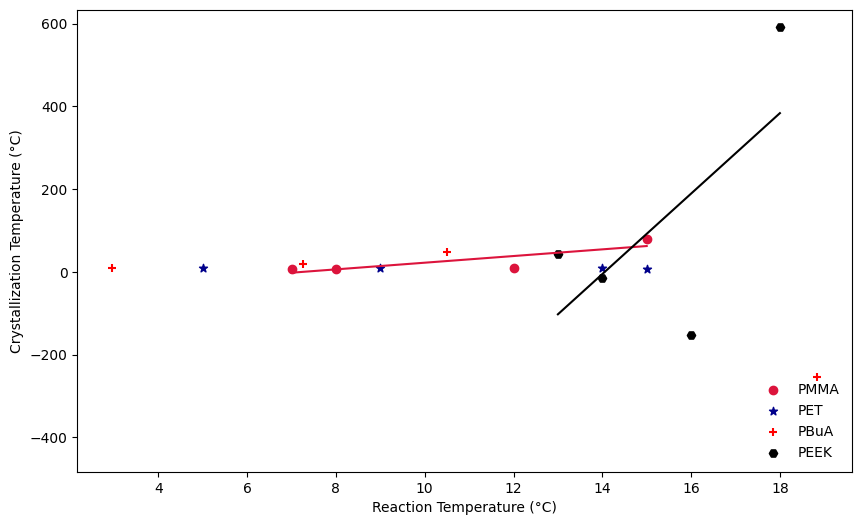 600
400
200
0
−200
−400
Crystallization Temperature (°C)
4 6 8 10 12 14 16 18
Reaction Temperature (°C)
PMMA
PET
PBuA
PEEK